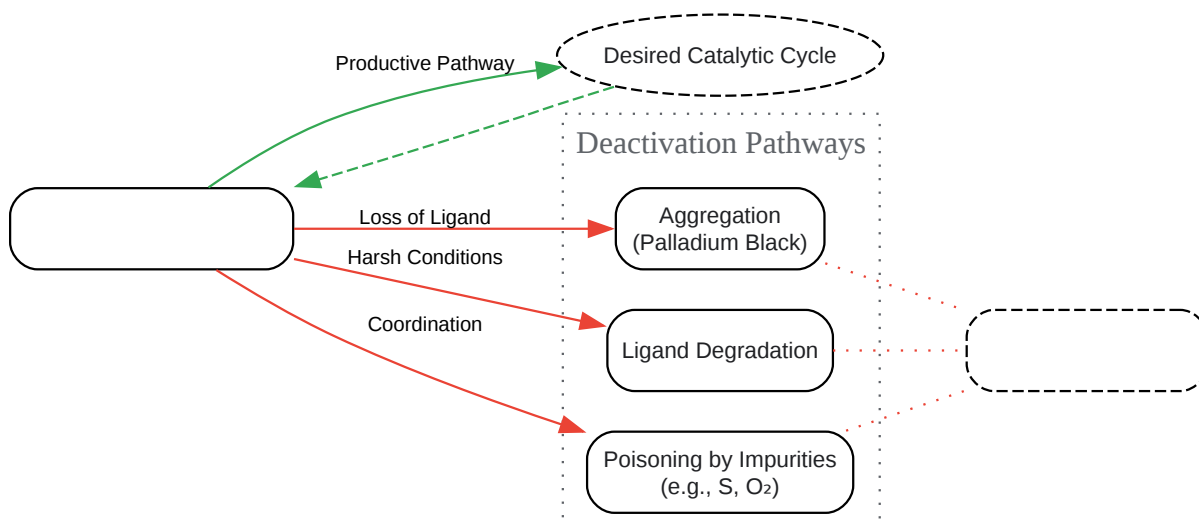 Desired Catalytic Cycle
Productive Pathway
Deactivation Pathways
Loss of Ligand
Aggregation
(Palladium Black)
Harsh Conditions
Coordination
Ligand Degradation
Poisoning by Impurities
(e.g., S, O₂)